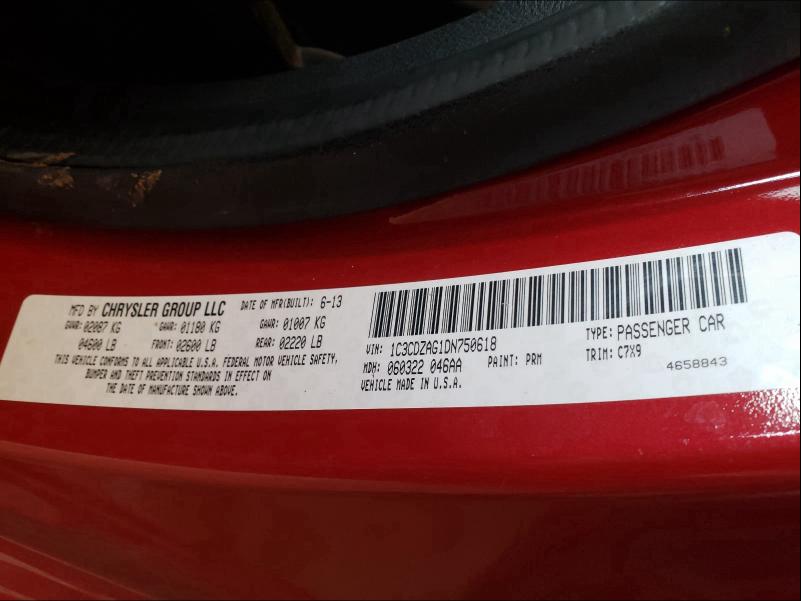 MFD BY CHRYSLER GROUP LLC DATE OF MFR(BUILT): 6-13
GAWR: 02087 KG GAWR: 01180 KG GAWR: 01007 KG
04600 LB FRONT: 02600 LB REAR: 02220 LB
THIS VEHICLE CONFORMS TO ALL APPLICABLE U.S.A. FEDERAL MOTOR VEHICLE SAFETY,
BUMPER AND THEFT PREVENTION STANDARDS IN EFFECT ON
THE DATE OF MANUFACTURE SHOWN ABOVE.
VIN: 1C3CDZAG1DN750618 TYPE: PASSENGER CAR
MDH: 060322 046AA PAINT: PRM TRIM: C7X9
VEHICLE MADE IN U.S.A. 4658843